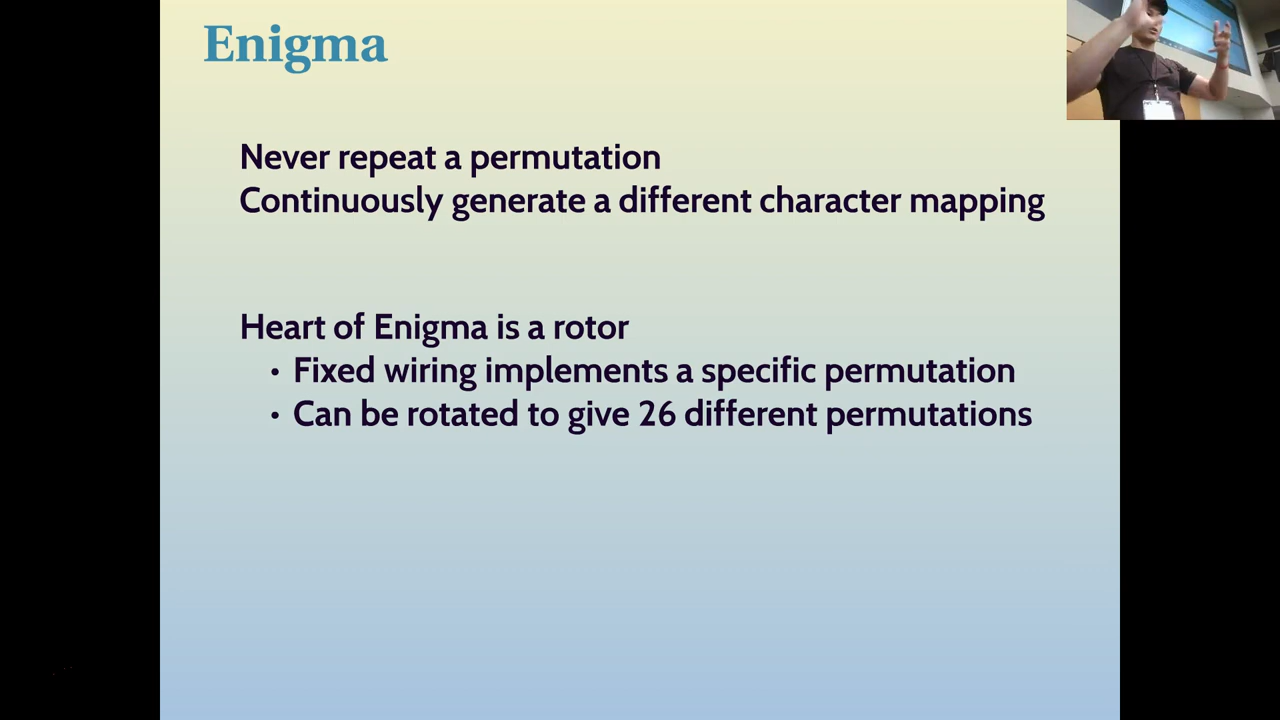 Enigma
Never repeat a permutation
Continuously generate a different character mapping
Heart of Enigma is a rotor
• Fixed wiring implements a specific permutation
• Can be rotated to give 26 different permutations